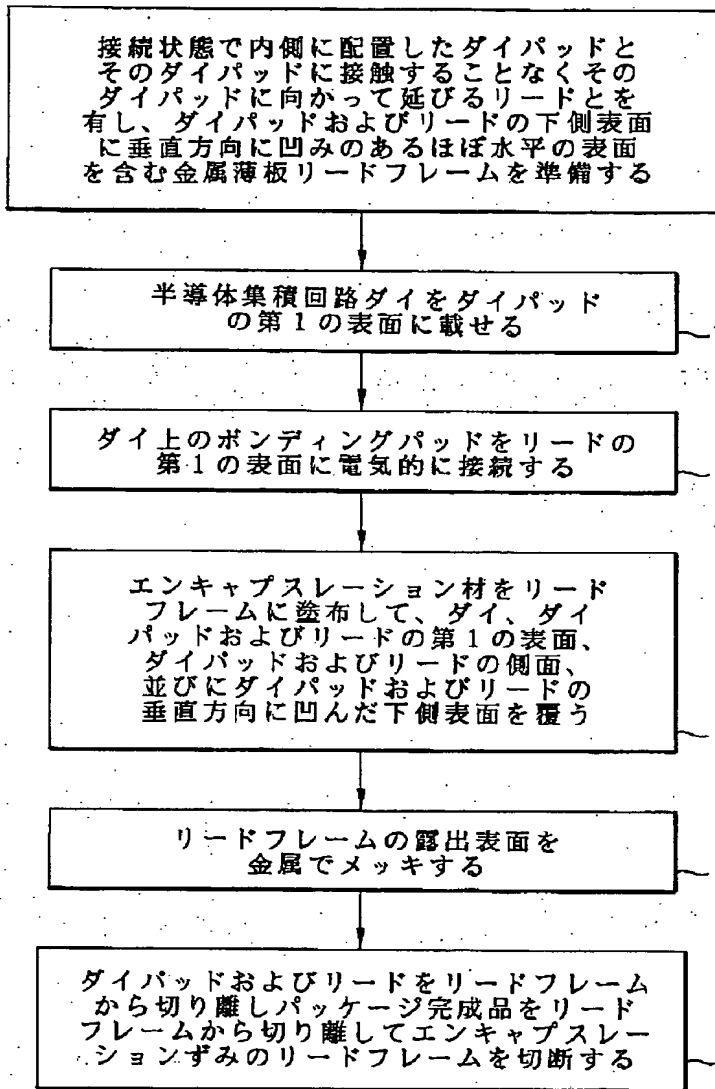 接続状態で内側に配置したダイパッドと
そのダイパッドに接触することなくその
ダイパッドに向かって延びるリードとを
有し、ダイパッドおよびリードの下側表面
に垂直方向に凹みのあるほぼ水平の表面
を含む金属薄板リードフレームを準備する
半導体集積回路ダイをダイパッド
の第1の表面に載せる
ダイ上のボンディングパッドをリードの
第1の表面に電気的に接続する
エンキャプスレーション材をリード
フレームに塗布して、ダイ、ダイ
パッドおよびリードの第1の表面、
ダイパッドおよびリードの側面、
並びにダイパッドおよびリードの
垂直方向に凹んだ下側表面を覆う
リードフレームの露出表面を
金属でメッキする
ダイパッドおよびリードをリードフレーム
から切り離しパッケージ完成品をリード
フレームから切り離してエンキャプスレー
ションずみのリードフレームを切断する